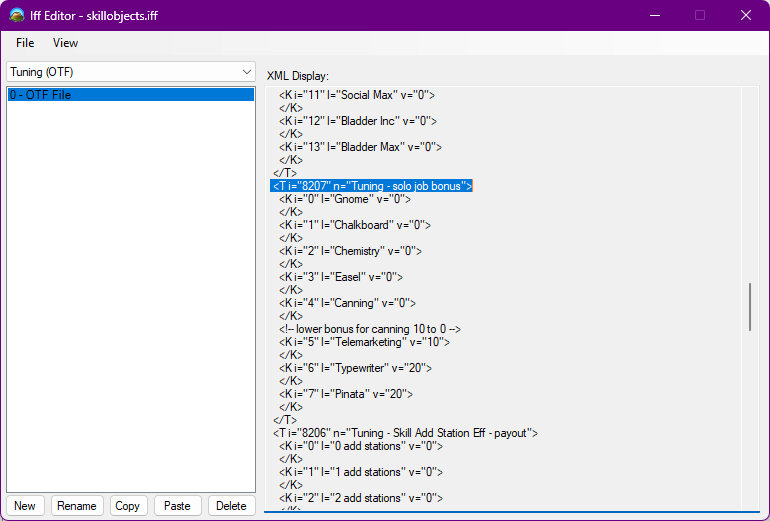 Iff Editor - skillobjects.iff
File View
Tuning (OTF)
XML Display:
0 - OTF File
<K i="11" l="Social Max" v="0">
</K>
<K i="12" l="Bladder Inc" v="0">
</K>
<K i="13" l="Bladder Max" v="0">
</K>
</T>
<T i="8207" n="Tuning - solo job bonus">
<K i="0" l="Gnome" v="0">
</K>
<K i="1" l="Chalkboard" v="0">
</K>
<K i="2" l="Chemistry" v="0">
</K>
<K i="3" l="Easel" v="0">
</K>
<K i="4" l="Canning" v="0">
</K>
<!-- lower bonus for canning 10 to 0 -->
<K i="5" l="Telemarketing" v="10">
</K>
<K i="6" l="Typewriter" v="20">
</K>
<K i="7" l="Pinata" v="20">
</K>
</T>
<T i="8206" n="Tuning - Skill Add Station Eff - payout">
<K i="0" l="0 add stations" v="0">
</K>
<K i="1" l="1 add stations" v="0">
</K>
<K i="2" l="2 add stations" v="0">
</K>
New Rename Copy Paste Delete